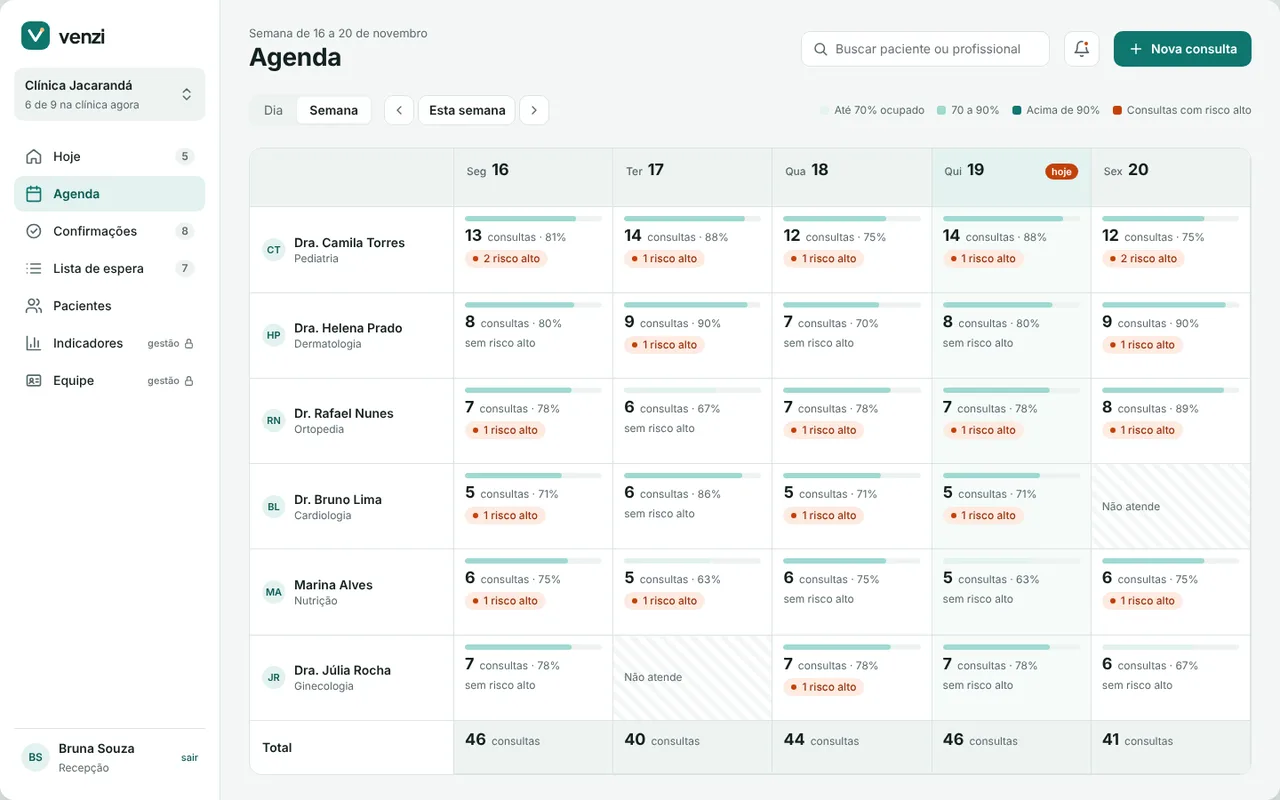 venzi
Clínica Jacarandá
6 de 9 na clínica agora
Hoje 5
Agenda
Confirmações 8
Lista de espera 7
Pacientes
Indicadores gestão
Equipe gestão
BS
Bruna Souza
Recepção
sair
Semana de 16 a 20 de novembro
Agenda
Buscar paciente ou profissional
Nova consulta
Dia Semana Esta semana
Até 70% ocupado 70 a 90% Acima de 90% Consultas com risco alto
Seg 16 Ter 17 Qua 18 Qui 19 hoje Sex 20
CT
Dra. Camila Torres
Pediatria
13 consultas · 81%
2 risco alto
14 consultas · 88%
1 risco alto
12 consultas · 75%
1 risco alto
14 consultas · 88%
1 risco alto
12 consultas · 75%
2 risco alto
HP
Dra. Helena Prado
Dermatologia
8 consultas · 80%
sem risco alto
9 consultas · 90%
1 risco alto
7 consultas · 70%
sem risco alto
8 consultas · 80%
sem risco alto
9 consultas · 90%
1 risco alto
RN
Dr. Rafael Nunes
Ortopedia
7 consultas · 78%
1 risco alto
6 consultas · 67%
sem risco alto
7 consultas · 78%
1 risco alto
7 consultas · 78%
1 risco alto
8 consultas · 89%
1 risco alto
BL
Dr. Bruno Lima
Cardiologia
5 consultas · 71%
1 risco alto
6 consultas · 86%
sem risco alto
5 consultas · 71%
1 risco alto
5 consultas · 71%
1 risco alto
Não atende
MA
Marina Alves
Nutrição
6 consultas · 75%
1 risco alto
5 consultas · 63%
1 risco alto
6 consultas · 75%
sem risco alto
5 consultas · 63%
sem risco alto
6 consultas · 75%
1 risco alto
JR
Dra. Júlia Rocha
Ginecologia
7 consultas · 78%
sem risco alto
Não atende
7 consultas · 78%
1 risco alto
7 consultas · 78%
sem risco alto
6 consultas · 67%
sem risco alto
Total
46 consultas
40 consultas
44 consultas
46 consultas
41 consultas